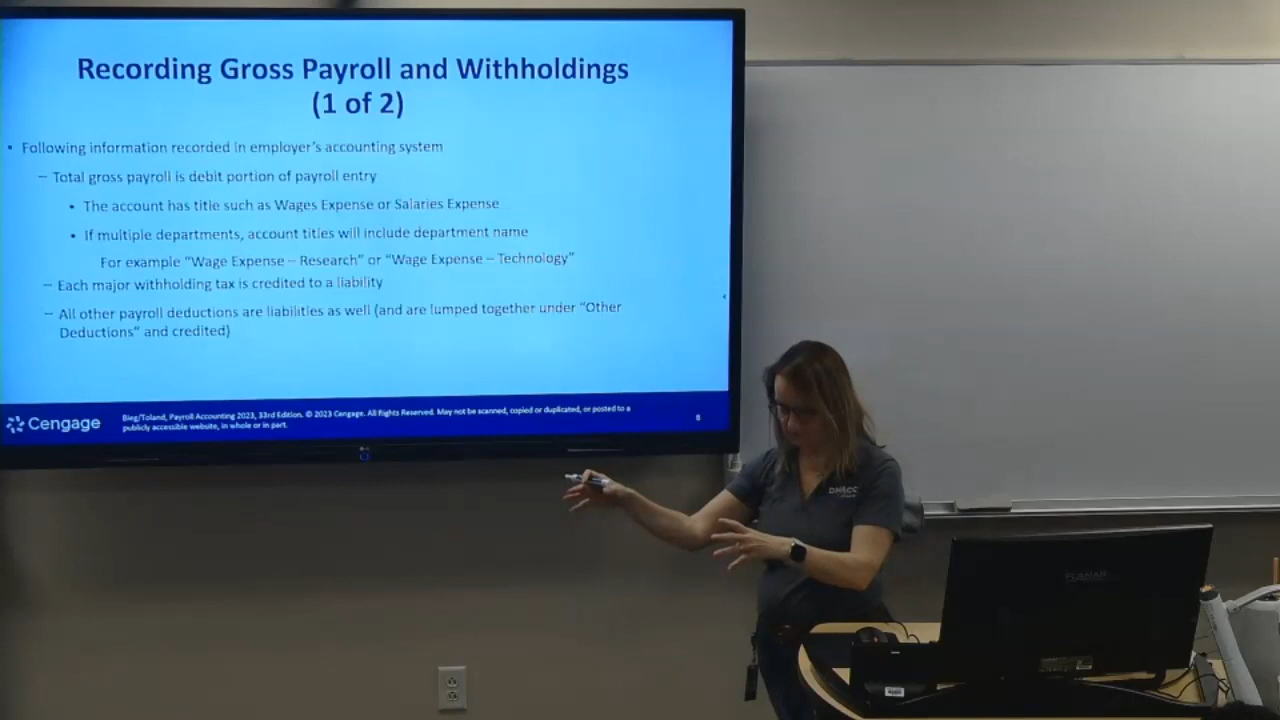 Recording Gross Payroll and Withholdings
(1 of 2)
• Following information recorded in employer's accounting system
– Total gross payroll is debit portion of payroll entry
• The account has title such as Wages Expense or Salaries Expense
• If multiple departments, account titles will include department name
For example "Wage Expense – Research" or "Wage Expense – Technology"
– Each major withholding tax is credited to a liability
– All other payroll deductions are liabilities as well (and are lumped together under "Other
Deductions" and credited)
Cengage
Bieg/Toland, Payroll Accounting 2023, 33rd Edition. © 2023 Cengage. All Rights Reserved. May not be scanned, copied or duplicated, or posted to a
publicly accessible website, in whole or in part.
8
DMACC
PLANAR